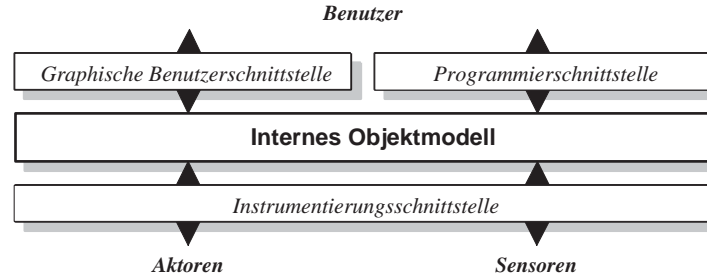 Benutzer
Graphische Benutzerschnittstelle
Programmierschnittstelle
Internes Objektmodell
Instrumentierungsschnittstelle
Aktoren
Sensoren